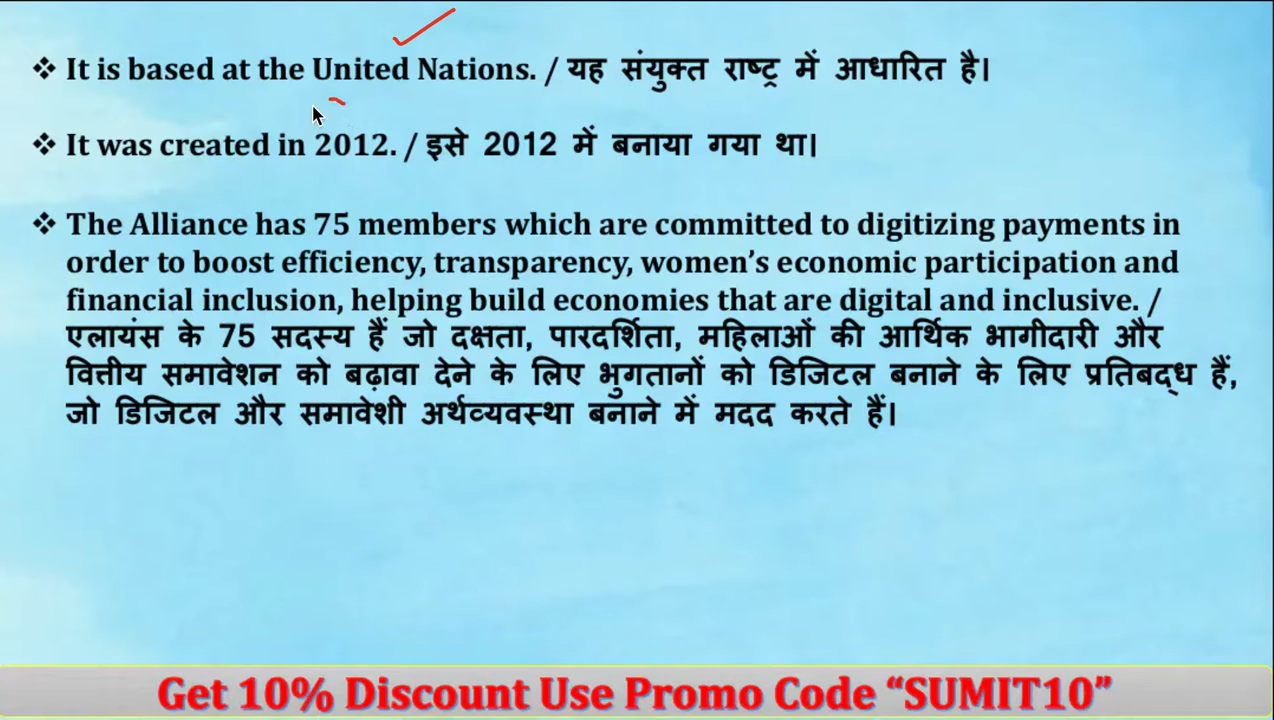 ❖ It is based at the United Nations. / यह संयुक्त राष्ट्र में आधारित है।
❖ It was created in 2012. / इसे 2012 में बनाया गया था।
❖ The Alliance has 75 members which are committed to digitizing payments in
order to boost efficiency, transparency, women's economic participation and
financial inclusion, helping build economies that are digital and inclusive. /
एलायंस के 75 सदस्य हैं जो दक्षता, पारदर्शिता, महिलाओं की आर्थिक भागीदारी और
वित्तीय समावेशन को बढ़ावा देने के लिए भुगतानों को डिजिटल बनाने के लिए प्रतिबद्ध हैं,
जो डिजिटल और समावेशी अर्थव्यवस्था बनाने में मदद करते हैं।
Get 10% Discount Use Promo Code “SUMIT10”